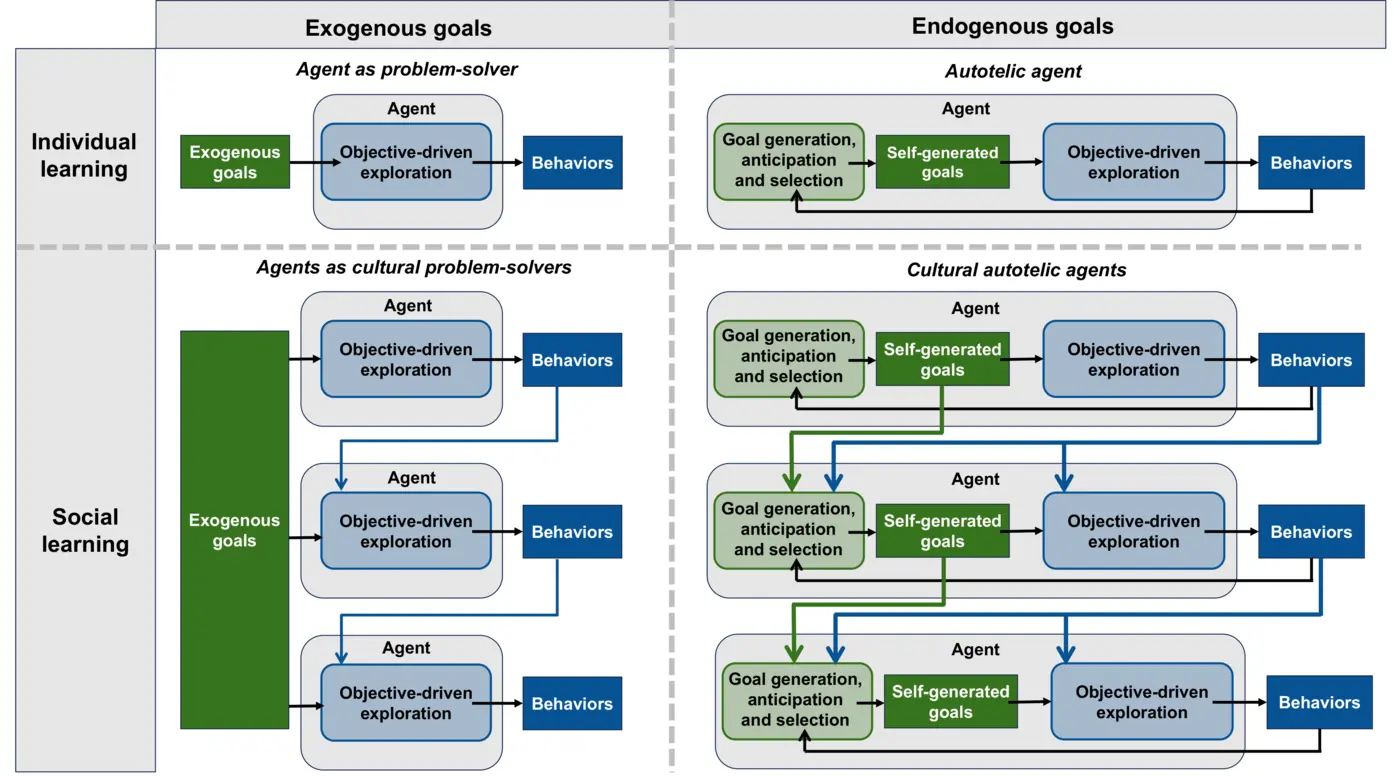 Exogenous goals
Endogenous goals
Individual
learning
Agent as problem-solver
Agent
Exogenous
goals
Objective-driven
exploration
Behaviors
Autotelic agent
Agent
Goal generation,
anticipation
and selection
Self-generated
goals
Objective-driven
exploration
Behaviors
Social
learning
Agents as cultural problem-solvers
Exogenous
goals
Agent
Objective-driven
exploration
Behaviors
Agent
Objective-driven
exploration
Behaviors
Agent
Objective-driven
exploration
Behaviors
Cultural autotelic agents
Agent
Goal generation,
anticipation
and selection
Self-generated
goals
Objective-driven
exploration
Behaviors
Agent
Goal generation,
anticipation
and selection
Self-generated
goals
Objective-driven
exploration
Behaviors
Agent
Goal generation,
anticipation
and selection
Self-generated
goals
Objective-driven
exploration
Behaviors